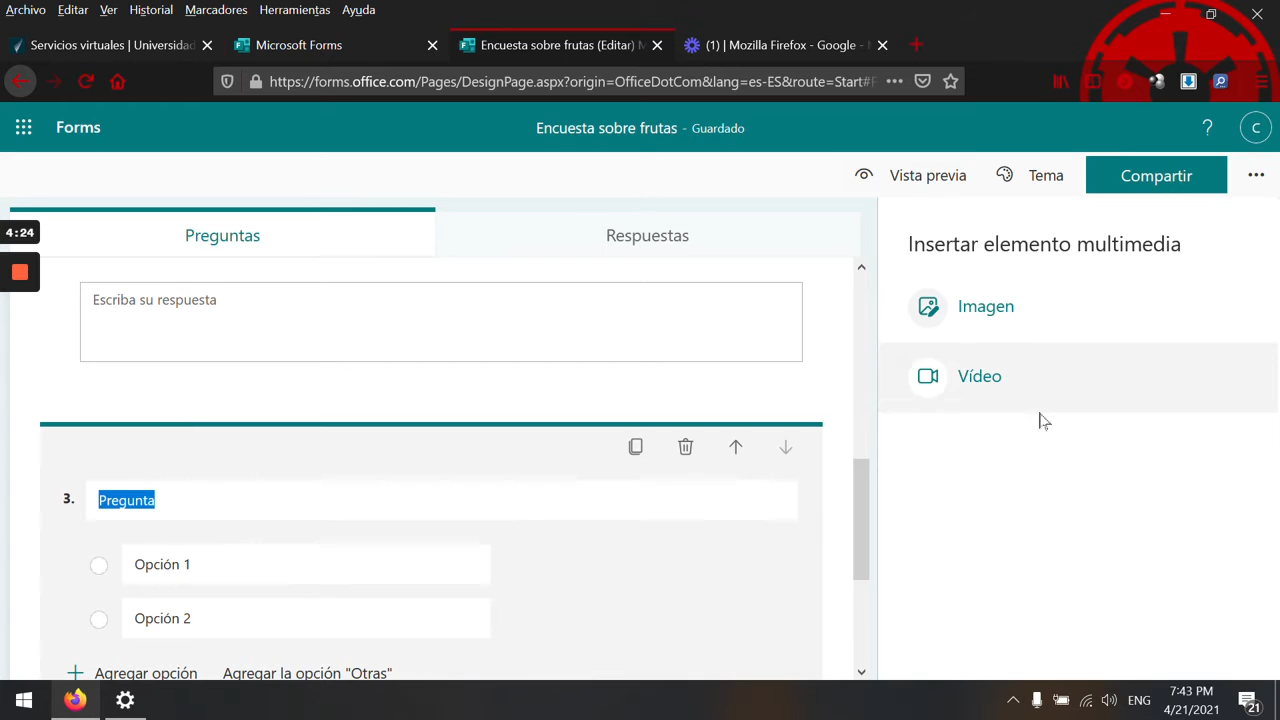 Archivo Editar Ver Historial Marcadores Herramientas Ayuda
Servicios virtuales | Universidad
Microsoft Forms
Encuesta sobre frutas (Editar) M
(1) | Mozilla Firefox - Google -
https://forms.office.com/Pages/DesignPage.aspx?origin=OfficeDotCom&lang=es-ES&route=Start#F
Forms
Encuesta sobre frutas - Guardado
? C
Vista previa
Tema
Compartir
4:24
Preguntas
Respuestas
Insertar elemento multimedia
Escriba su respuesta
Imagen
Vídeo
3. Pregunta
Opción 1
Opción 2
Agregar opción
Agregar la opción "Otras"
ENG
7:43 PM
4/21/2021
21